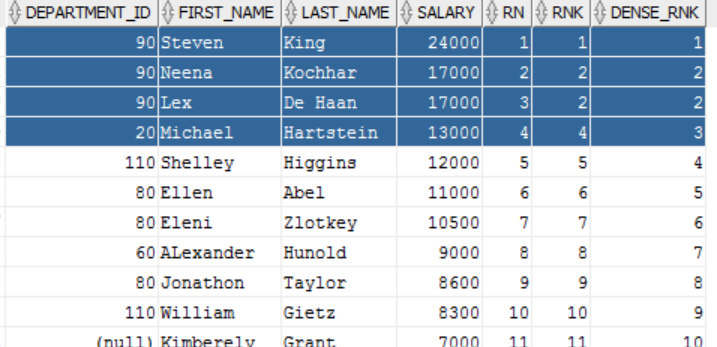 DEPARTMENT_ID FIRST_NAME LAST_NAME SALARY RN RNK DENSE_RNK
90 Steven King 24000 1 1 1
90 Neena Kochhar 17000 2 2 2
90 Lex De Haan 17000 3 2 2
20 Michael Hartstein 13000 4 4 3
110 Shelley Higgins 12000 5 5 4
80 Ellen Abel 11000 6 6 5
80 Eleni Zlotkey 10500 7 7 6
60 ALexander Hunold 9000 8 8 7
80 Jonathon Taylor 8600 9 9 8
110 William Gietz 8300 10 10 9
(null) Kimberely Grant 7000 11 11 10